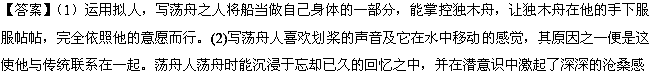 【答案】（1）运用拟人，写荡舟之人将船当做自己身体的一部分，能掌控独木舟，让独木舟在他的手下服
服帖帖，完全依照他的意愿而行。(2)写荡舟人喜欢划桨的声音及它在水中移动的感觉，其原因之一便是这
使他与传统联系在一起。荡舟人荡舟时能沉浸于忘却已久的回忆之中，并在潜意识中激起了深深的沧桑感